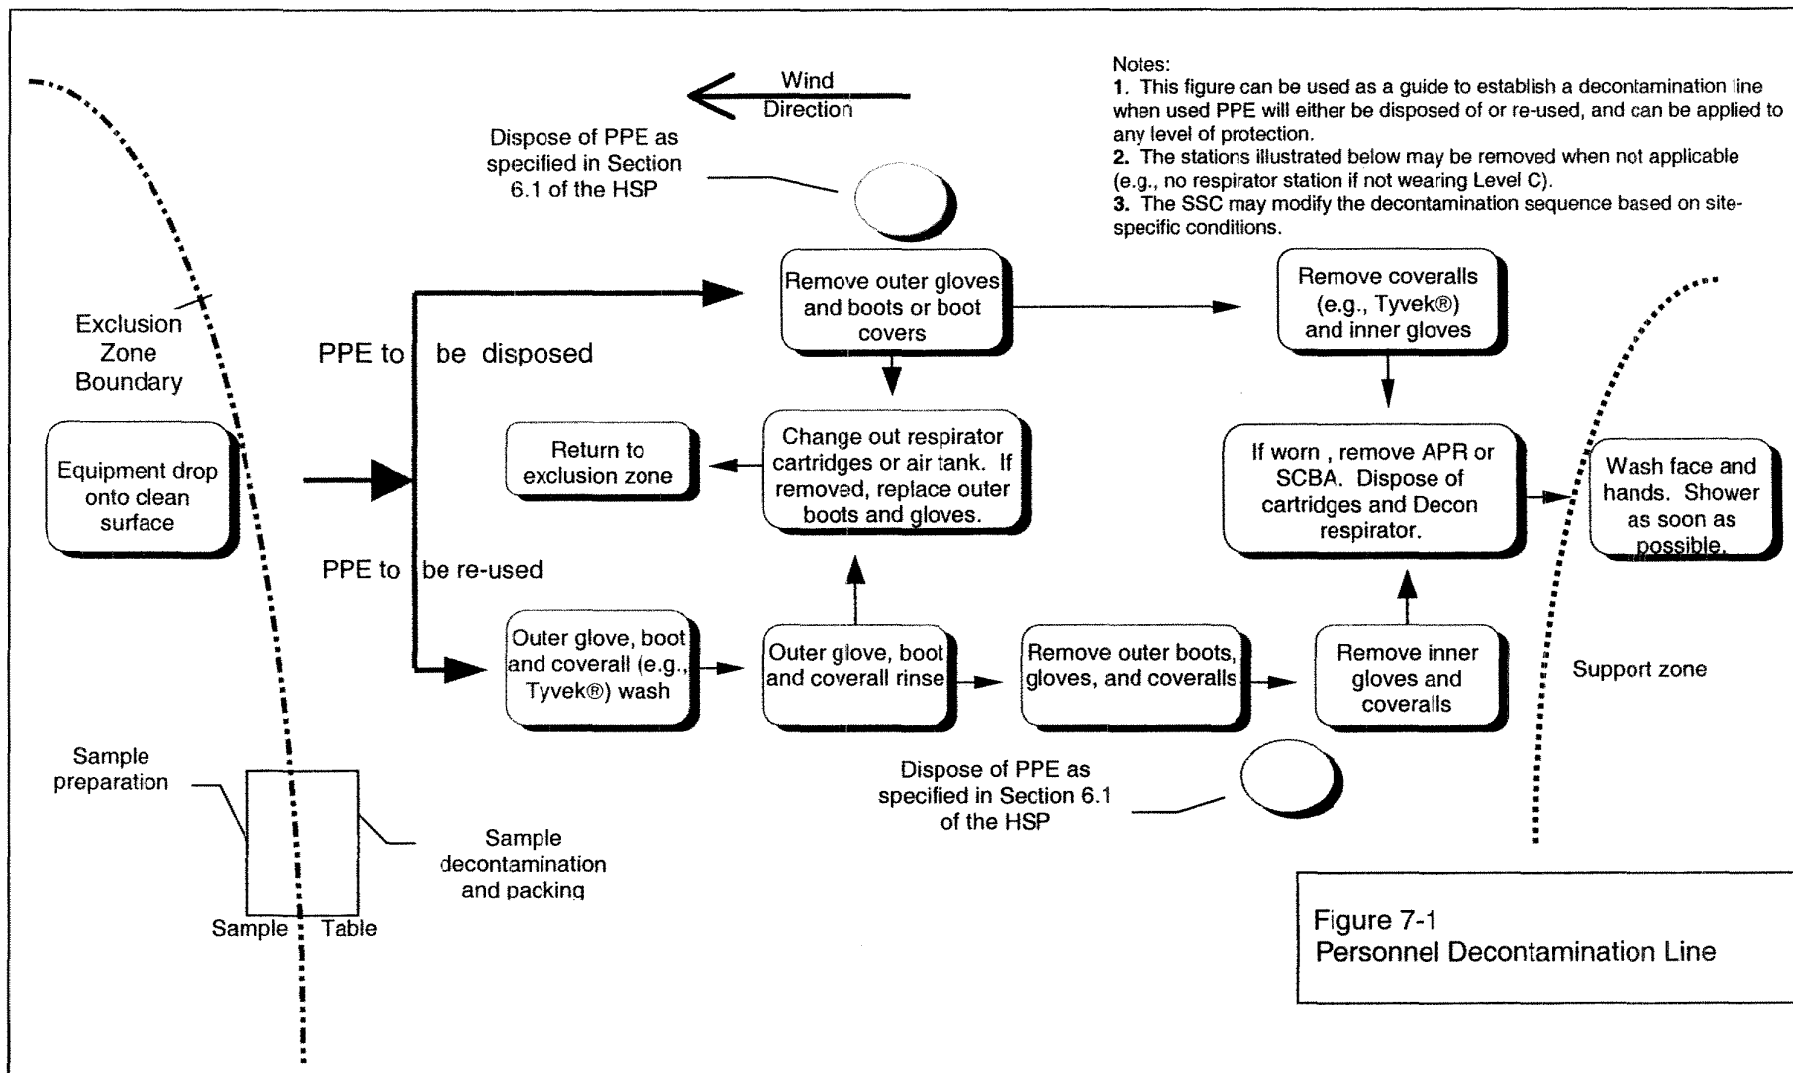 Wind
Direction
Notes:
1. This figure can be used as a guide to establish a decontamination line
when used PPE will either be disposed of or re-used, and can be applied to
any level of protection.
2. The stations illustrated below may be removed when not applicable
(e.g., no respirator station if not wearing Level C).
3. The SSC may modify the decontamination sequence based on site-
specific conditions.
Dispose of PPE as
specified in Section
6.1 of the HSP
Exclusion
Zone
Boundary
Remove outer gloves
and boots or boot
covers
Remove coveralls
(e.g., Tyvek®)
and inner gloves
PPE to be disposed
Equipment drop
onto clean
surface
Return to
exclusion zone
Change out respirator
cartridges or air tank. If
removed, replace outer
boots and gloves.
If worn , remove APR or
SCBA. Dispose of
cartridges and Decon
respirator.
Wash face and
hands. Shower
as soon as
possible.
PPE to be re-used
Outer glove, boot
and coverall (e.g.,
Tyvek®) wash
Outer glove, boot
and coverall rinse
Remove outer boots,
gloves, and coveralls
Remove inner
gloves and
coveralls
Support zone
Sample
preparation
Dispose of PPE as
specified in Section 6.1
of the HSP
Sample
decontamination
and packing
Sample Table
Figure 7-1
Personnel Decontamination Line